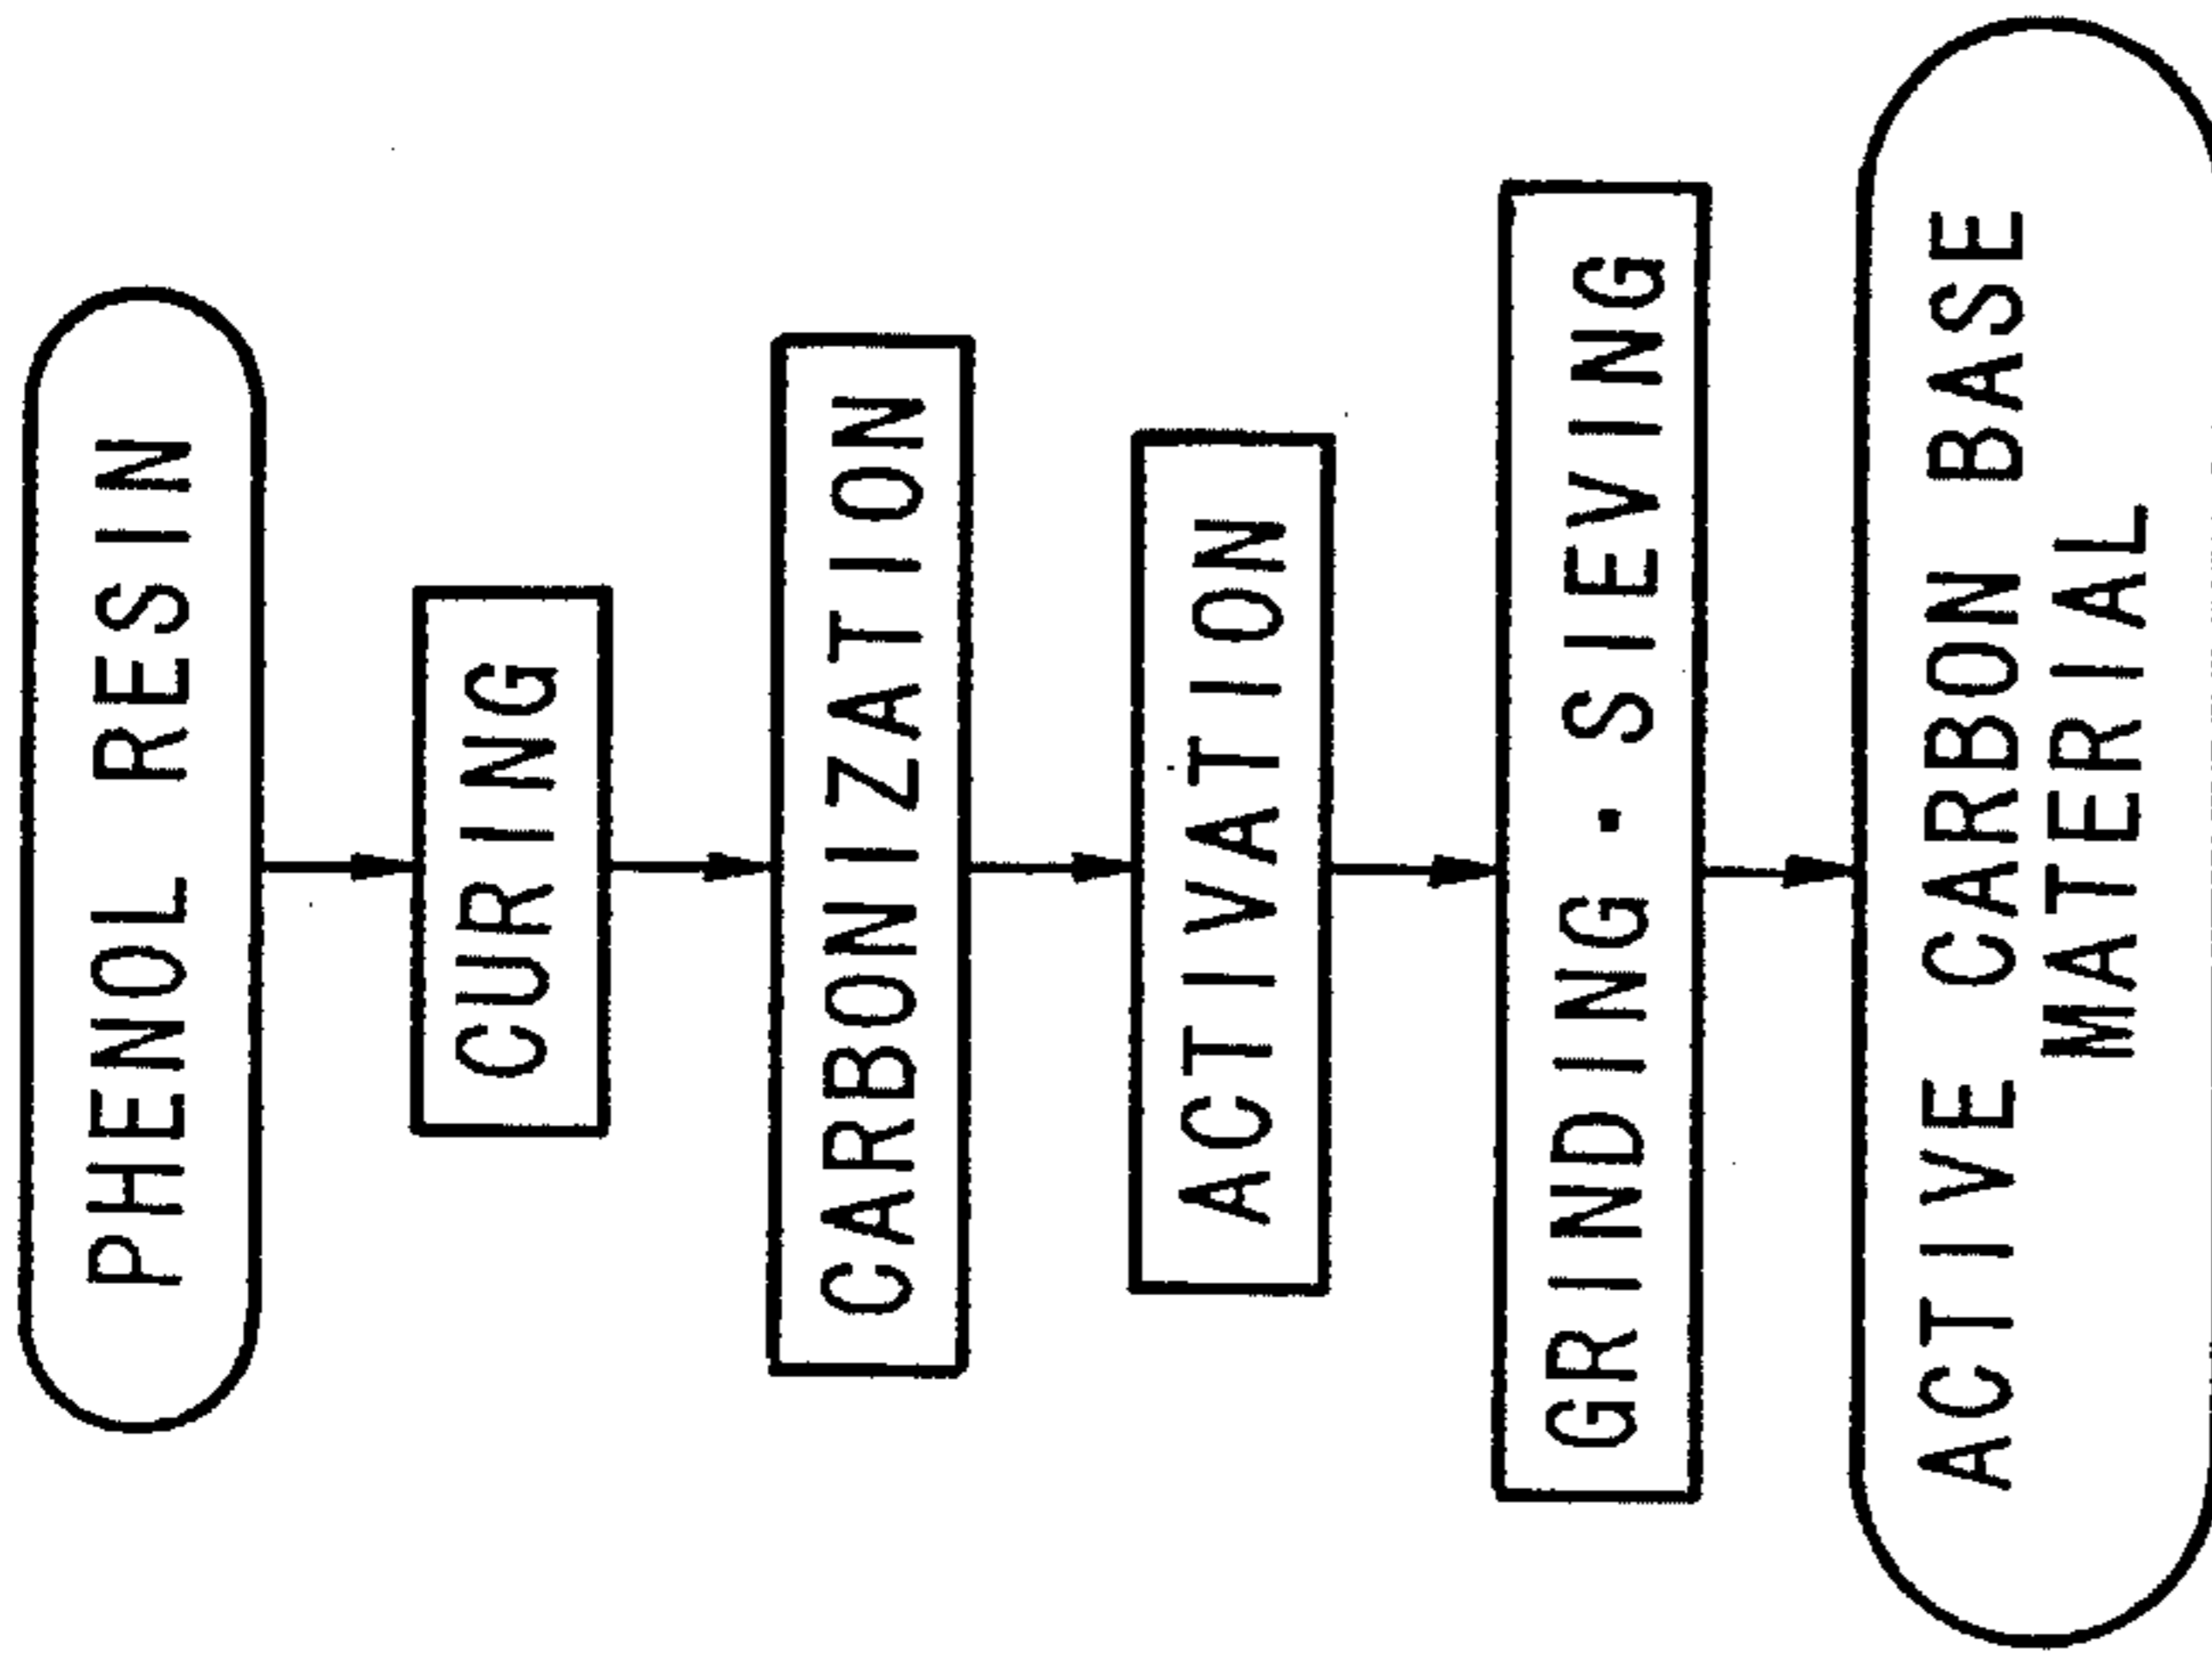 PHENOL RESIN
CURING
CARBONIZATION
ACTIVATION
GRINDING · SIEVING
ACTIVE CARBON BASE
MATERIAL